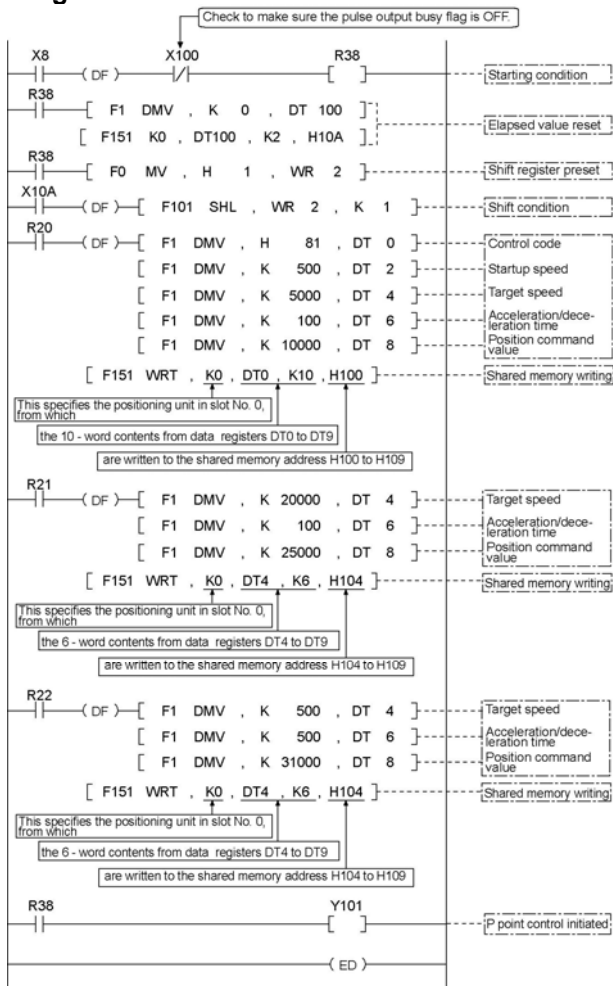 Check to make sure the pulse output busy flag is OFF.
X8 X100 R38
( DF ) Starting condition
R38
[ F1 DMV , K 0 , DT 100 ]
Elapsed value reset
[ F151 K0 , DT100 , K2 , H10A ]
R38
[ F0 MV , H 1 , WR 2 ] Shift register preset
X10A
( DF ) [ F101 SHL , WR 2 , K 1 ] Shift condition
R20
( DF ) [ F1 DMV , H 81 , DT 0 ] Control code
[ F1 DMV , K 500 , DT 2 ] Startup speed
[ F1 DMV , K 5000 , DT 4 ] Target speed
[ F1 DMV , K 100 , DT 6 ] Acceleration/dece-
leration time
[ F1 DMV , K 10000 , DT 8 ] Position command
value
[ F151 WRT , K0 , DT0 , K10 , H100 ] Shared memory writing
This specifies the positioning unit in slot No. 0,
from which
the 10 - word contents from data registers DT0 to DT9
are written to the shared memory address H100 to H109
R21
( DF ) [ F1 DMV , K 20000 , DT 4 ] Target speed
[ F1 DMV , K 100 , DT 6 ] Acceleration/dece-
leration time
[ F1 DMV , K 25000 , DT 8 ] Position command
value
[ F151 WRT , K0 , DT4 , K6 , H104 ] Shared memory writing
This specifies the positioning unit in slot No. 0,
from which
the 6 - word contents from data registers DT4 to DT9
are written to the shared memory address H104 to H109
R22
( DF ) [ F1 DMV , K 500 , DT 4 ] Target speed
[ F1 DMV , K 500 , DT 6 ] Acceleration/dece-
leration time
[ F1 DMV , K 31000 , DT 8 ] Position command
value
[ F151 WRT , K0 , DT4 , K6 , H104 ] Shared memory writing
This specifies the positioning unit in slot No. 0,
from which
the 6 - word contents from data registers DT4 to DT9
are written to the shared memory address H104 to H109
R38 Y101
[ ] P point control initiated
( ED )